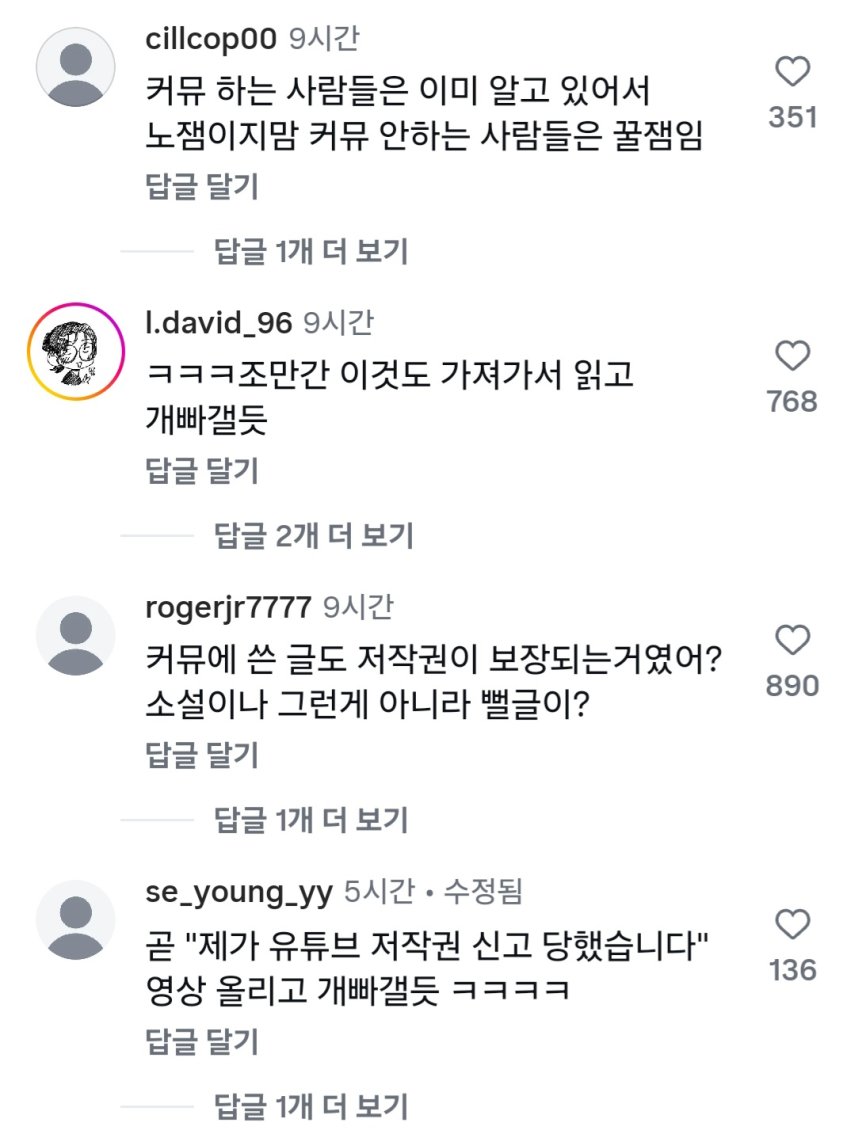 cillcop00 9시간
커뮤 하는 사람들은 이미 알고 있어서
노잼이지맘 커뮤 안하는 사람들은 꿀잼임
351
답글 달기
답글 1개 더 보기
l.david_96 9시간
ㅋㅋㅋ조만간 이것도 가져가서 읽고
개빠갤듯
768
답글 달기
답글 2개 더 보기
rogerjr7777 9시간
커뮤에 쓴 글도 저작권이 보장되는거였어?
소설이나 그런게 아니라 뻘글이?
890
답글 달기
답글 1개 더 보기
se_young_yy 5시간 • 수정됨
곧 "제가 유튜브 저작권 신고 당했습니다"
영상 올리고 개빠갤듯 ㅋㅋㅋㅋ
136
답글 달기
답글 1개 더 보기